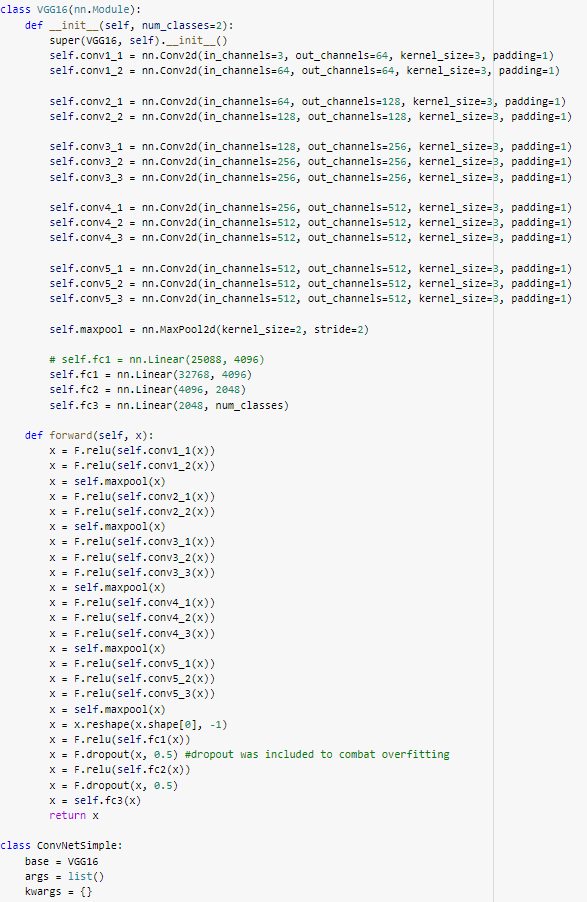 class VGG16(nn.Module):
    def __init__(self, num_classes=2):
        super(VGG16, self).__init__()
        self.conv1_1 = nn.Conv2d(in_channels=3, out_channels=64, kernel_size=3, padding=1)
        self.conv1_2 = nn.Conv2d(in_channels=64, out_channels=64, kernel_size=3, padding=1)

        self.conv2_1 = nn.Conv2d(in_channels=64, out_channels=128, kernel_size=3, padding=1)
        self.conv2_2 = nn.Conv2d(in_channels=128, out_channels=128, kernel_size=3, padding=1)

        self.conv3_1 = nn.Conv2d(in_channels=128, out_channels=256, kernel_size=3, padding=1)
        self.conv3_2 = nn.Conv2d(in_channels=256, out_channels=256, kernel_size=3, padding=1)
        self.conv3_3 = nn.Conv2d(in_channels=256, out_channels=256, kernel_size=3, padding=1)

        self.conv4_1 = nn.Conv2d(in_channels=256, out_channels=512, kernel_size=3, padding=1)
        self.conv4_2 = nn.Conv2d(in_channels=512, out_channels=512, kernel_size=3, padding=1)
        self.conv4_3 = nn.Conv2d(in_channels=512, out_channels=512, kernel_size=3, padding=1)

        self.conv5_1 = nn.Conv2d(in_channels=512, out_channels=512, kernel_size=3, padding=1)
        self.conv5_2 = nn.Conv2d(in_channels=512, out_channels=512, kernel_size=3, padding=1)
        self.conv5_3 = nn.Conv2d(in_channels=512, out_channels=512, kernel_size=3, padding=1)

        self.maxpool = nn.MaxPool2d(kernel_size=2, stride=2)

        # self.fc1 = nn.Linear(25088, 4096)
        self.fc1 = nn.Linear(32768, 4096)
        self.fc2 = nn.Linear(4096, 2048)
        self.fc3 = nn.Linear(2048, num_classes)

    def forward(self, x):
        x = F.relu(self.conv1_1(x))
        x = F.relu(self.conv1_2(x))
        x = self.maxpool(x)
        x = F.relu(self.conv2_1(x))
        x = F.relu(self.conv2_2(x))
        x = self.maxpool(x)
        x = F.relu(self.conv3_1(x))
        x = F.relu(self.conv3_2(x))
        x = F.relu(self.conv3_3(x))
        x = self.maxpool(x)
        x = F.relu(self.conv4_1(x))
        x = F.relu(self.conv4_2(x))
        x = F.relu(self.conv4_3(x))
        x = self.maxpool(x)
        x = F.relu(self.conv5_1(x))
        x = F.relu(self.conv5_2(x))
        x = F.relu(self.conv5_3(x))
        x = self.maxpool(x)
        x = x.reshape(x.shape[0], -1)
        x = F.relu(self.fc1(x))
        x = F.dropout(x, 0.5) #dropout was included to combat overfitting
        x = F.relu(self.fc2(x))
        x = F.dropout(x, 0.5)
        x = self.fc3(x)
        return x

class ConvNetSimple:
    base = VGG16
    args = list()
    kwargs = {}